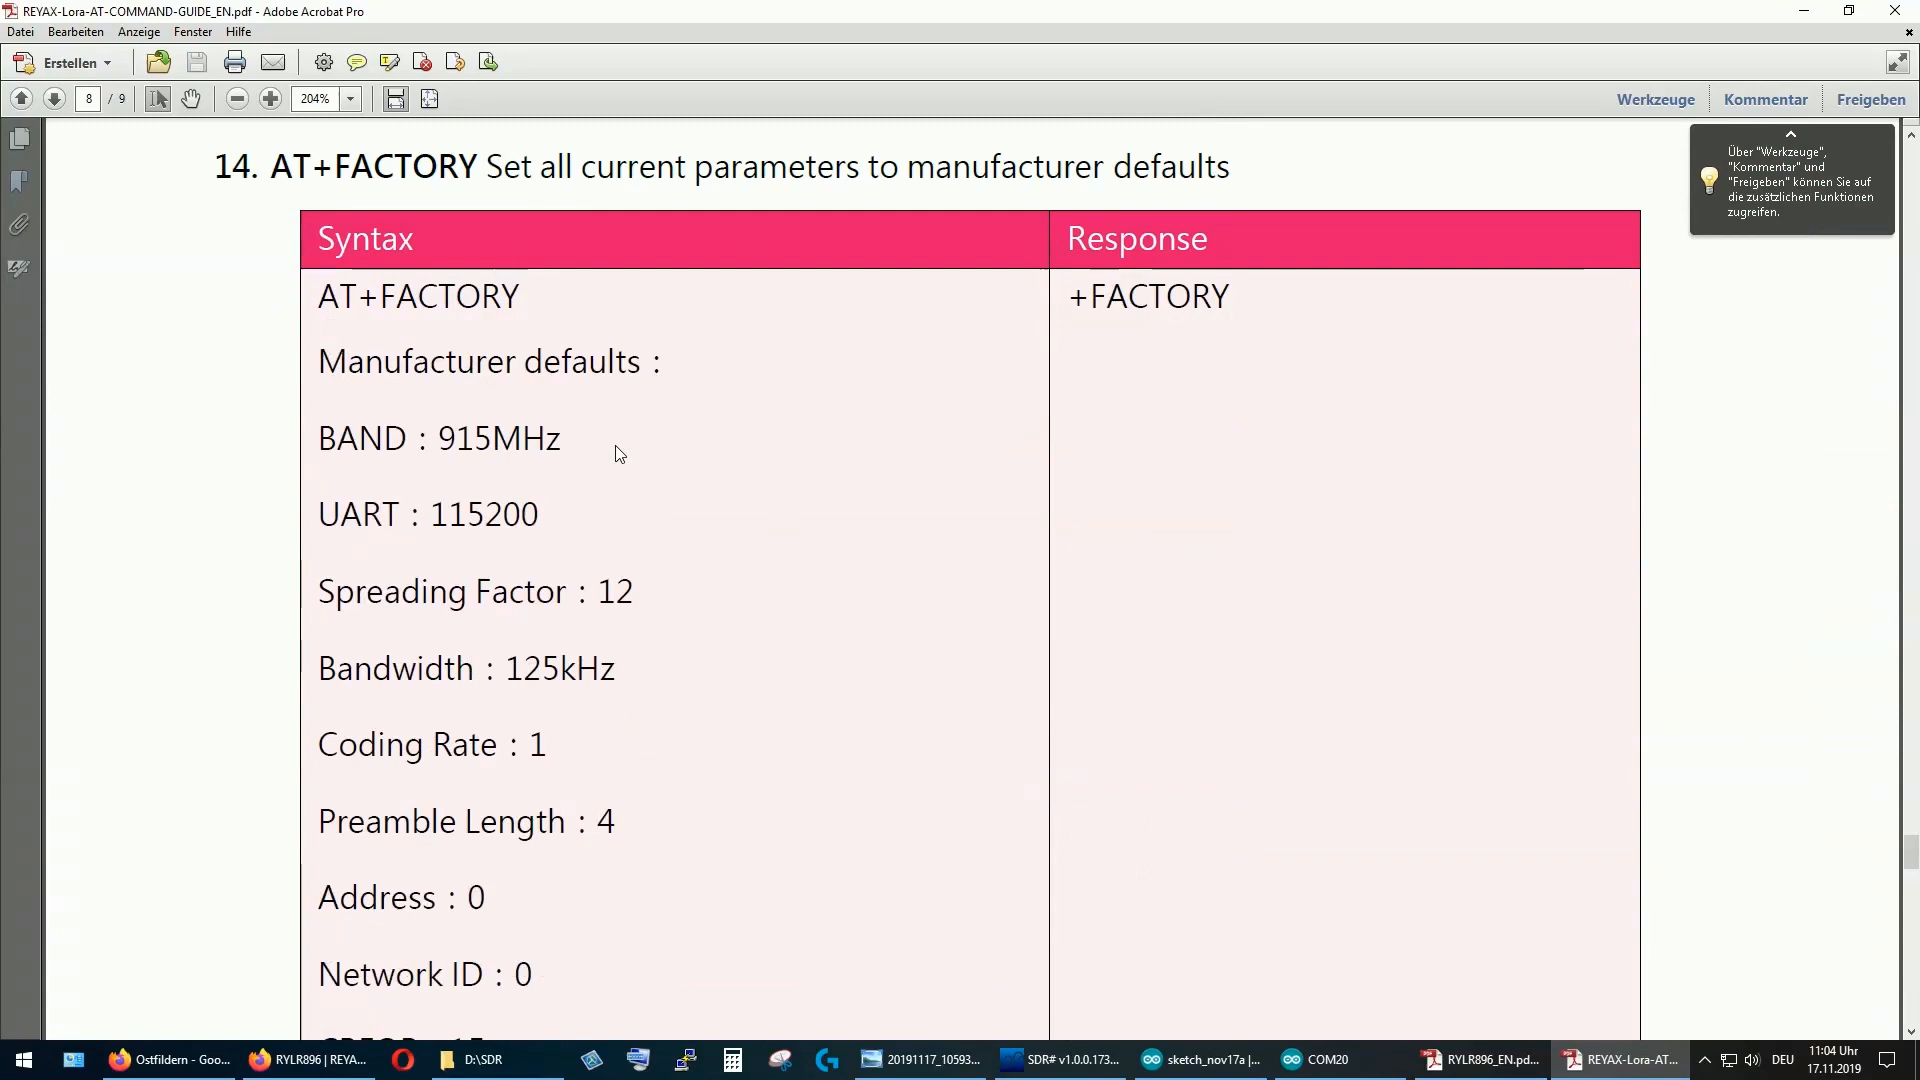 REYAX-Lora-AT-COMMAND-GUIDE_EN.pdf - Adobe Acrobat Pro
Datei Bearbeiten Anzeige Fenster Hilfe
Erstellen
8 / 9 204% Werkzeuge Kommentar Freigeben
14. AT+FACTORY Set all current parameters to manufacturer defaults
Über "Werkzeuge",
"Kommentar" und
"Freigeben" können Sie auf
die zusätzlichen Funktionen
zugreifen.
Syntax Response
AT+FACTORY +FACTORY
Manufacturer defaults :
BAND : 915MHz
UART : 115200
Spreading Factor : 12
Bandwidth : 125kHz
Coding Rate : 1
Preamble Length : 4
Address : 0
Network ID : 0
Ostfildern - Goo... RYLR896 | REYA... D:\SDR 20191117_10593... SDR# v1.0.0.173... sketch_nov17a |... COM20 RYLR896_EN.pd... REYAX-Lora-AT... DEU 11:04 Uhr
17.11.2019